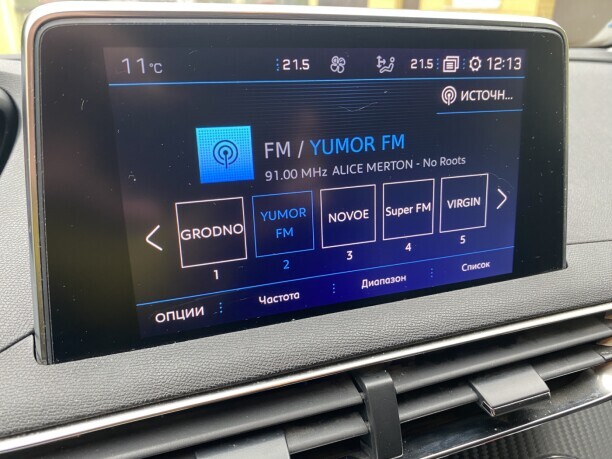 11°C 21.5 21.5 12:13
ИСТОЧН...
FM / YUMOR FM
91.00 MHz ALICE MERTON - No Roots
GRODNO YUMOR FM NOVOE Super FM VIRGIN
1 2 3 4 5
ОПЦИИ Частота Диапазон Список